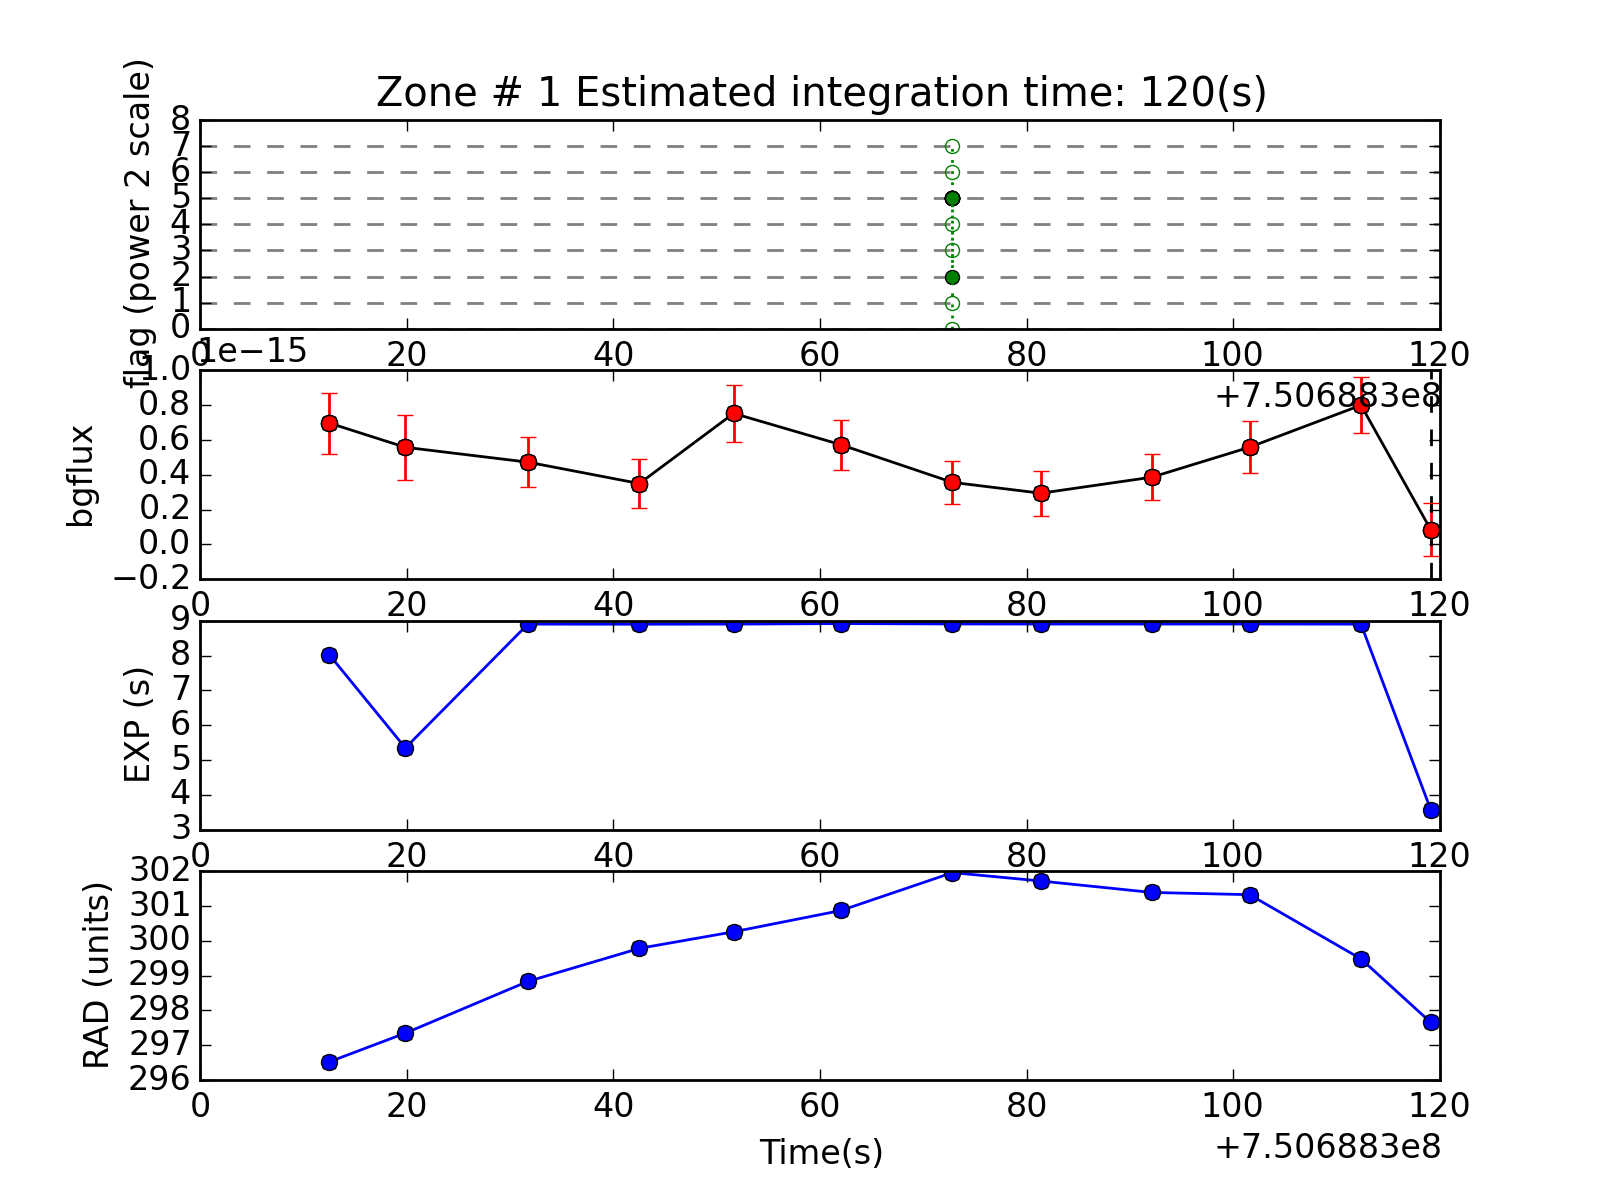 Zone # 1 Estimated integration time: 120(s)
flag (power 2 scale)
8
7
6
5
4
3
2
1
0
0 20 40 60 80 100 120
+7.506883e8
1e−15
bgflux
1.0
0.8
0.6
0.4
0.2
0.0
−0.2
0 20 40 60 80 100 120
EXP (s)
9
8
7
6
5
4
3
0 20 40 60 80 100 120
RAD (units)
302
301
300
299
298
297
296
0 20 40 60 80 100 120
Time(s)
+7.506883e8